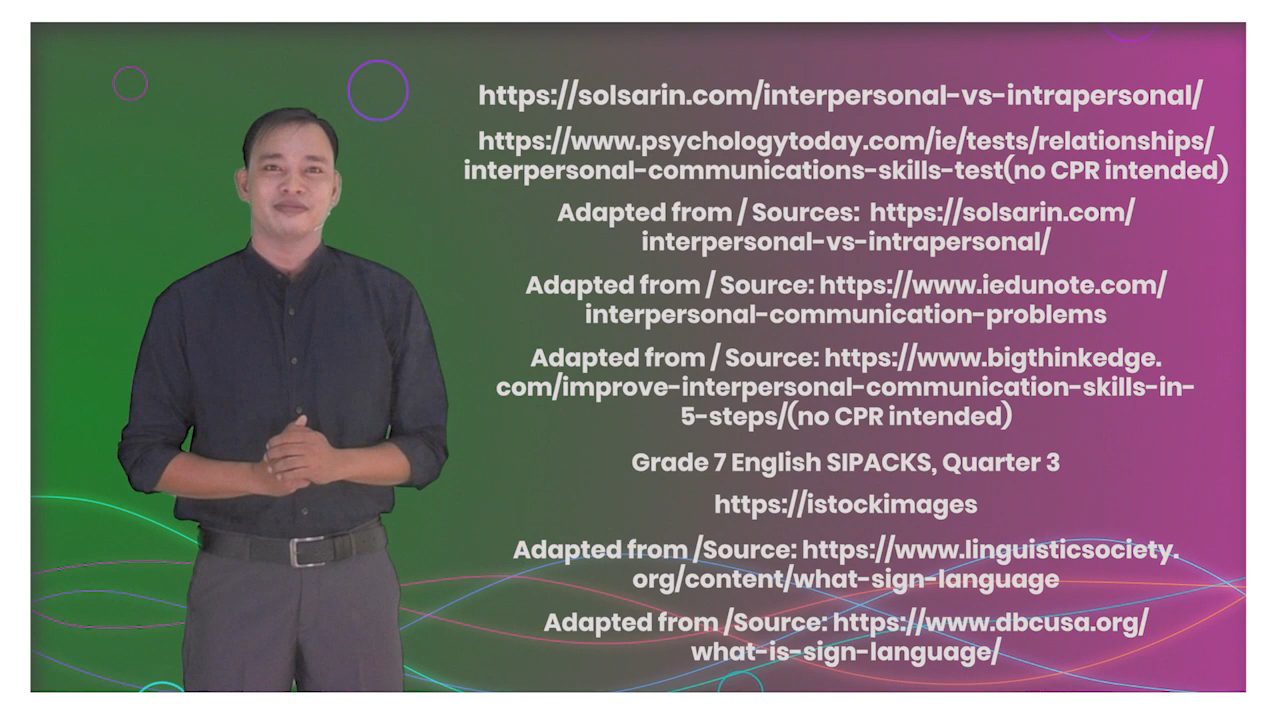 https://solsarin.com/interpersonal-vs-intrapersonal/
https://www.psychologytoday.com/ie/tests/relationships/
interpersonal-communications-skills-test(no CPR intended)
Adapted from / Sources:  https://solsarin.com/
interpersonal-vs-intrapersonal/
Adapted from / Source: https://www.iedunote.com/
interpersonal-communication-problems
Adapted from / Source: https://www.bigthinkedge.
com/improve-interpersonal-communication-skills-in-
5-steps/(no CPR intended)
Grade 7 English SIPACKS, Quarter 3
https://istockimages
Adapted from /Source: https://www.linguisticsociety.
org/content/what-sign-language
Adapted from /Source: https://www.dbcusa.org/
what-is-sign-language/